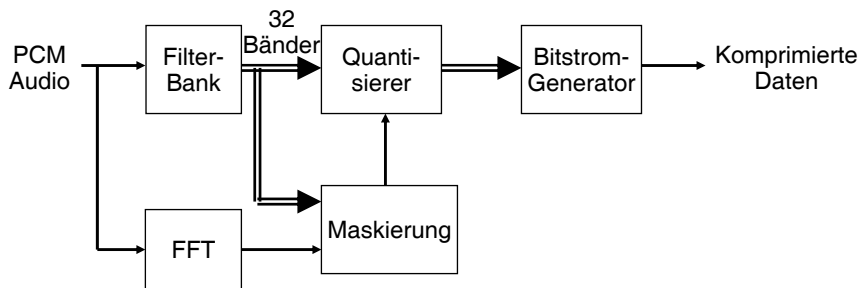 PCM
Audio
Filter-
Bank
32
Bänder
Quanti-
sierer
Bitstrom-
Generator
Komprimierte
Daten
FFT
Maskierung